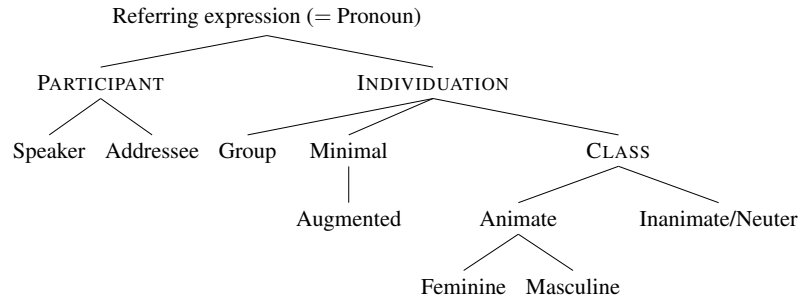 Referring expression (= Pronoun)
PARTICIPANT INDIVIDUATION
Speaker Addressee Group Minimal CLASS
Augmented Animate Inanimate/Neuter
Feminine Masculine